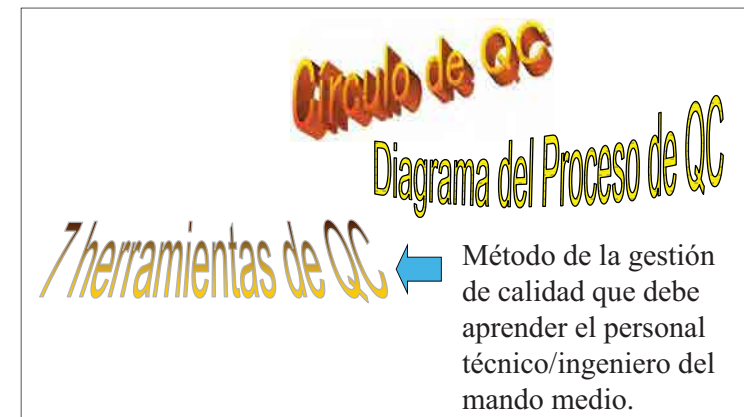 Círculo de QC
Diagrama del Proceso de QC
7 herramientas de QC
Método de la gestión
de calidad que debe
aprender el personal
técnico/ingeniero del
mando medio.